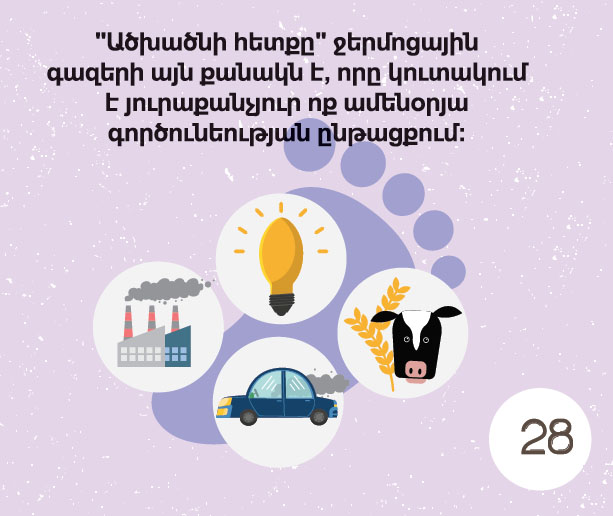 "Ածխածնի հետքը" ջերմոցային
գազերի այն քանակն է, որը կուտակում
է յուրաքանչյուր ոք ամենօրյա
գործունեության ընթացքում:
28